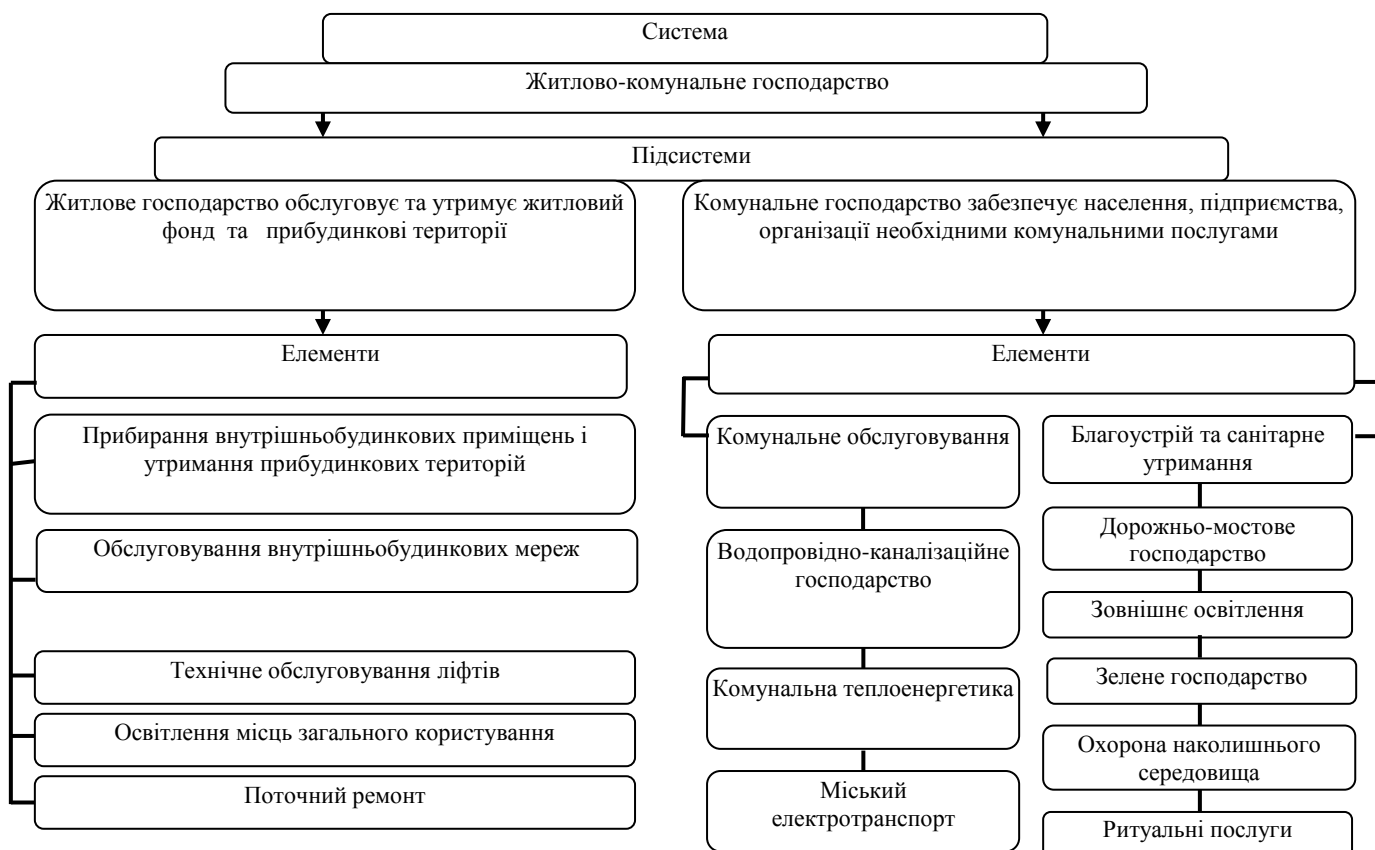 Система
Житлово-комунальне господарство
Підсистеми
Житлове господарство обслуговує та утримує житловий
фонд та прибудинкові території
Комунальне господарство забезпечує населення, підприємства,
організації необхідними комунальними послугами
Елементи
Прибирання внутрішньобудинкових приміщень і
утримання прибудинкових територій
Обслуговування внутрішньобудинкових мереж
Технічне обслуговування ліфтів
Освітлення місць загального користування
Поточний ремонт
Елементи
Комунальне обслуговування
Водопровідно-каналізаційне
господарство
Комунальна теплоенергетика
Міський
електротранспорт
Благоустрій та санітарне
утримання
Дорожньо-мостове
господарство
Зовнішнє освітлення
Зелене господарство
Охорона наколишнього
середовища
Ритуальні послуги